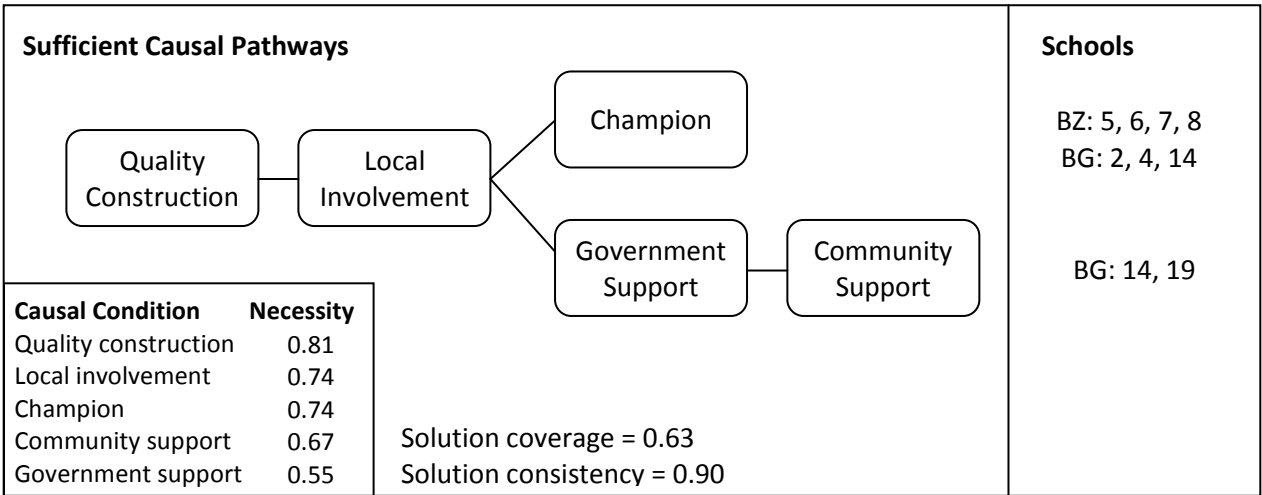 Sufficient Causal Pathways
Schools
Champion
BZ: 5, 6, 7, 8
BG: 2, 4, 14
Quality
Construction
Local
Involvement
Government
Support
Community
Support
BG: 14, 19
Causal Condition Necessity
Quality construction 0.81
Local involvement 0.74
Champion 0.74
Community support 0.67
Government support 0.55
Solution coverage = 0.63
Solution consistency = 0.90